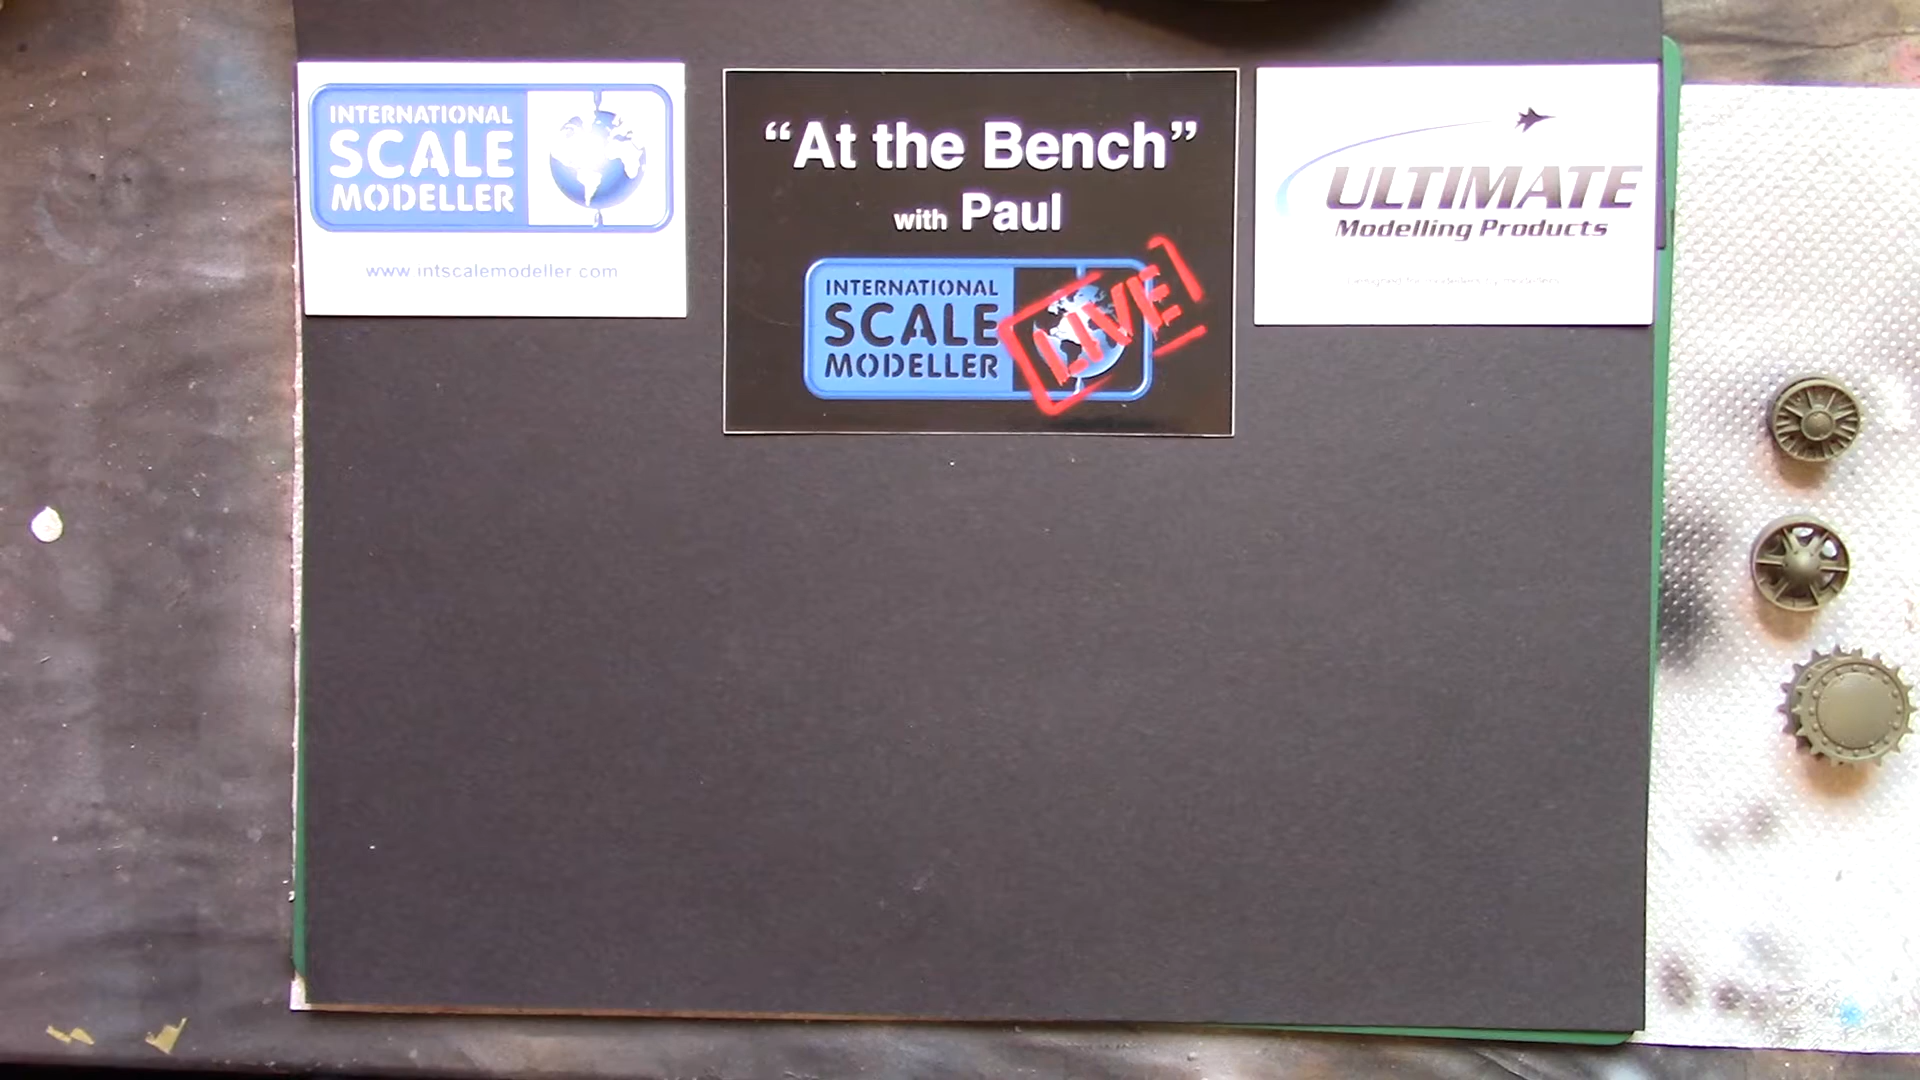 INTERNATIONAL
SCALE
MODELLER
www.intscalemodeller.com
“At the Bench”
with Paul
INTERNATIONAL
SCALE
MODELLER
LIVE!
ULTIMATE
Modelling Products